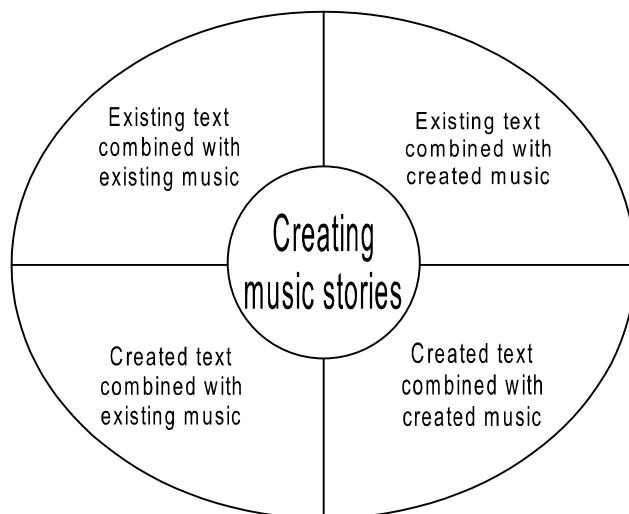 Existing text
combined with
existing music
Existing text
combined with
created music
Creating
music stories
Created text
combined with
existing music
Created text
combined with
created music